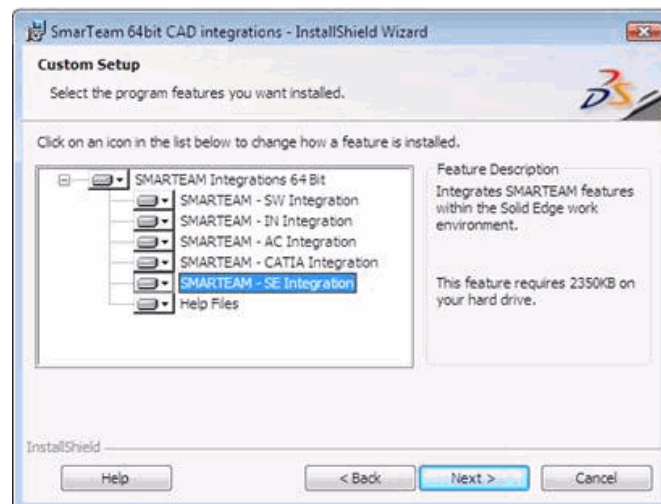 SmarTeam 64bit CAD integrations - InstallShield Wizard
Custom Setup
Select the program features you want installed.
Click on an icon in the list below to change how a feature is installed.
SMARTEAM Integrations 64 Bit
SMARTEAM - SW Integration
SMARTEAM - IN Integration
SMARTEAM - AC Integration
SMARTEAM - CATIA Integration
SMARTEAM - SE Integration
Help Files
Feature Description
Integrates SMARTEAM features
within the Solid Edge work
environment.
This feature requires 2350KB on
your hard drive.
InstallShield
Help
< Back
Next >
Cancel